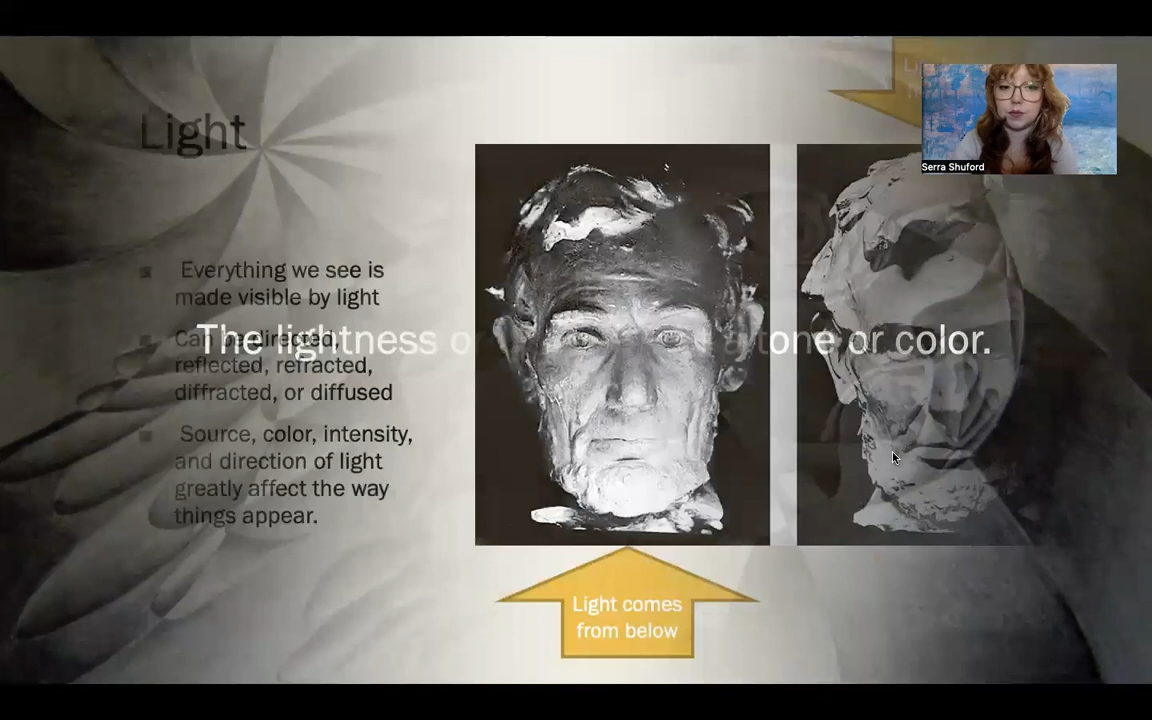 Serra Shuford
Light
Everything we see is
made visible by light
Can be directed,
reflected, refracted,
diffracted, or diffused
Source, color, intensity,
and direction of light
greatly affect the way
things appear.
The lightness or tone or color.
Light comes
from below